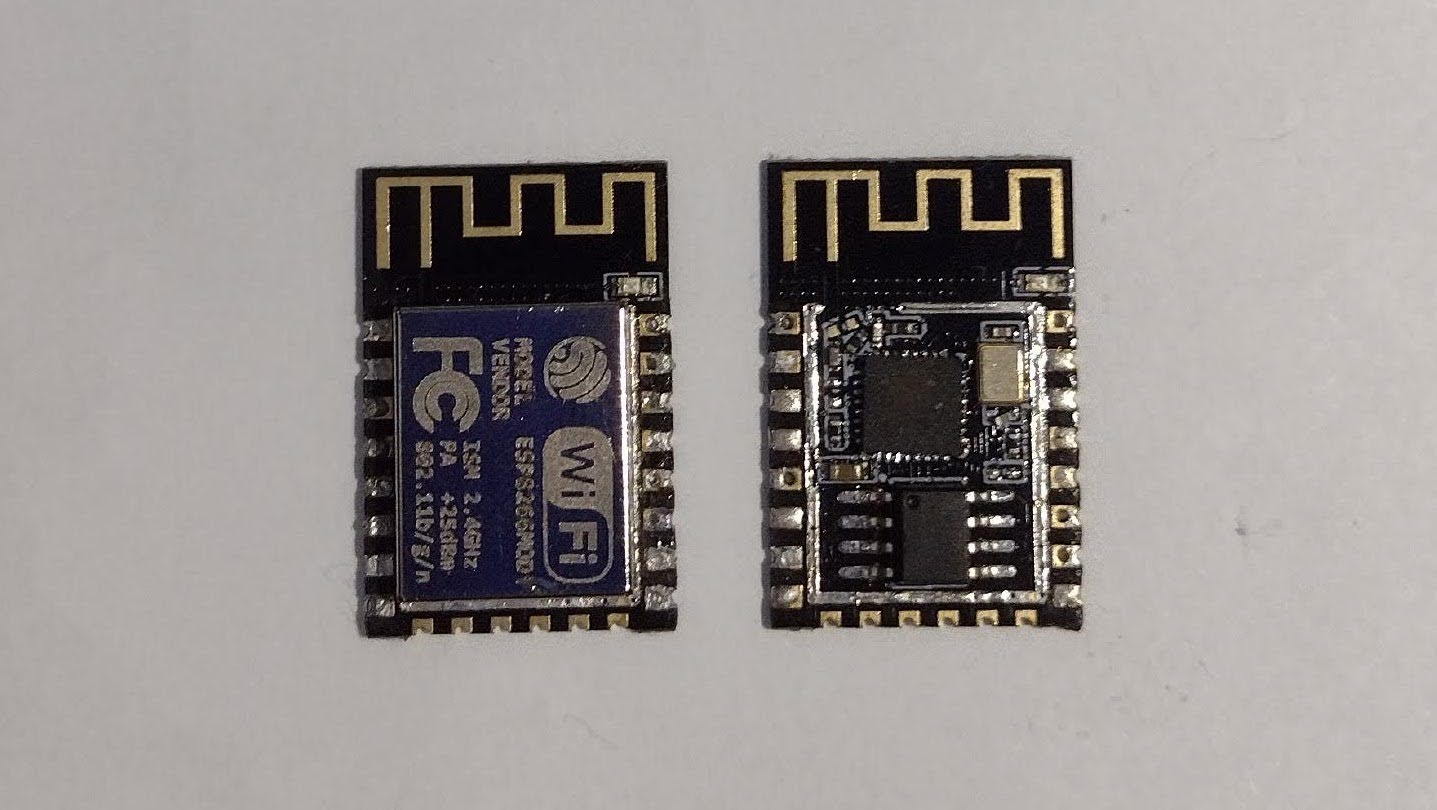 MODEL
VENDOR
ESP8266MOD
WiFi
FC
ISM 2.4GHz
PA +25dBm
802.11b/g/n